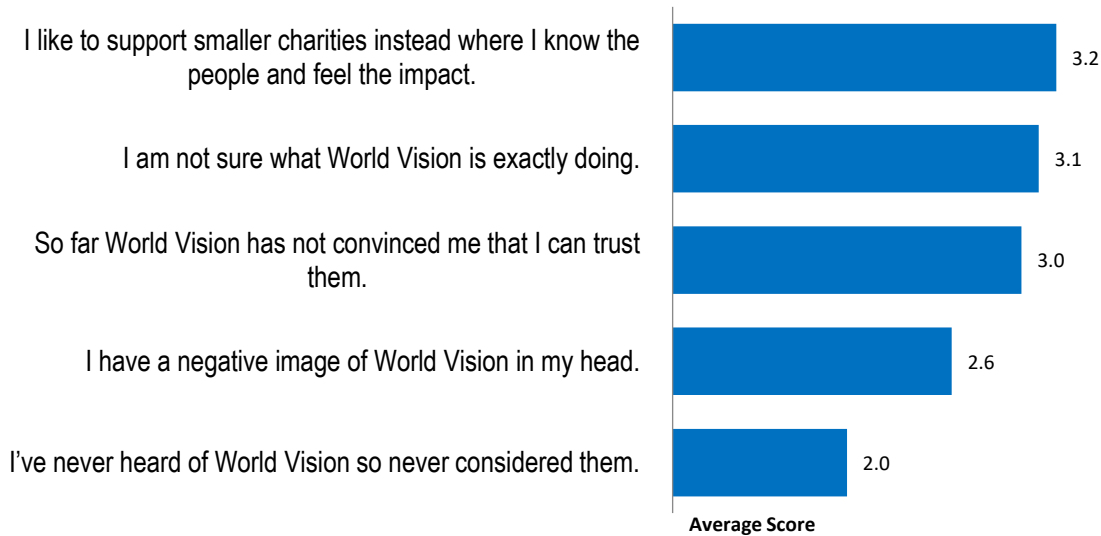 I like to support smaller charities instead where I know the
people and feel the impact.
3.2
I am not sure what World Vision is exactly doing.
3.1
So far World Vision has not convinced me that I can trust
them.
3.0
I have a negative image of World Vision in my head.
2.6
I've never heard of World Vision so never considered them.
2.0
Average Score